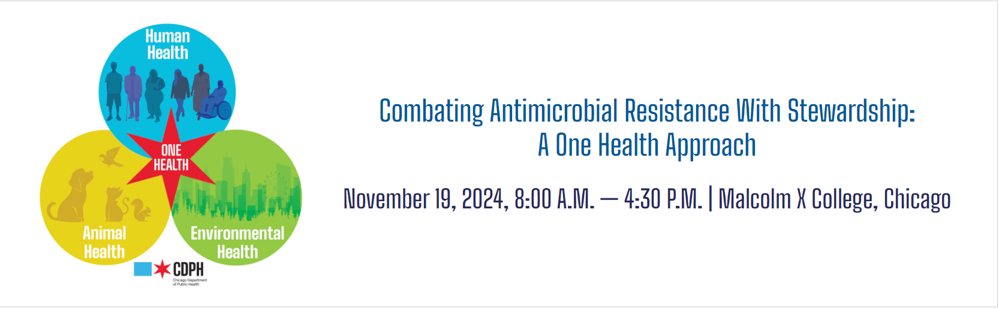 Human
Health
ONE
HEALTH
Animal
Health
Environmental
Health
CDPH
Chicago Department
of Public Health
Combating Antimicrobial Resistance With Stewardship:
A One Health Approach
November 19, 2024, 8:00 A.M. — 4:30 P.M. | Malcolm X College, Chicago